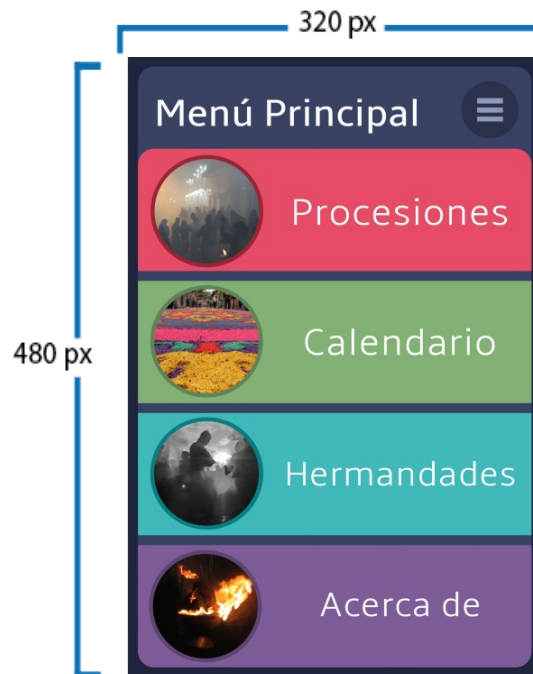 320 px
480 px
Menú Principal
Procesiones
Calendario
Hermandades
Acerca de